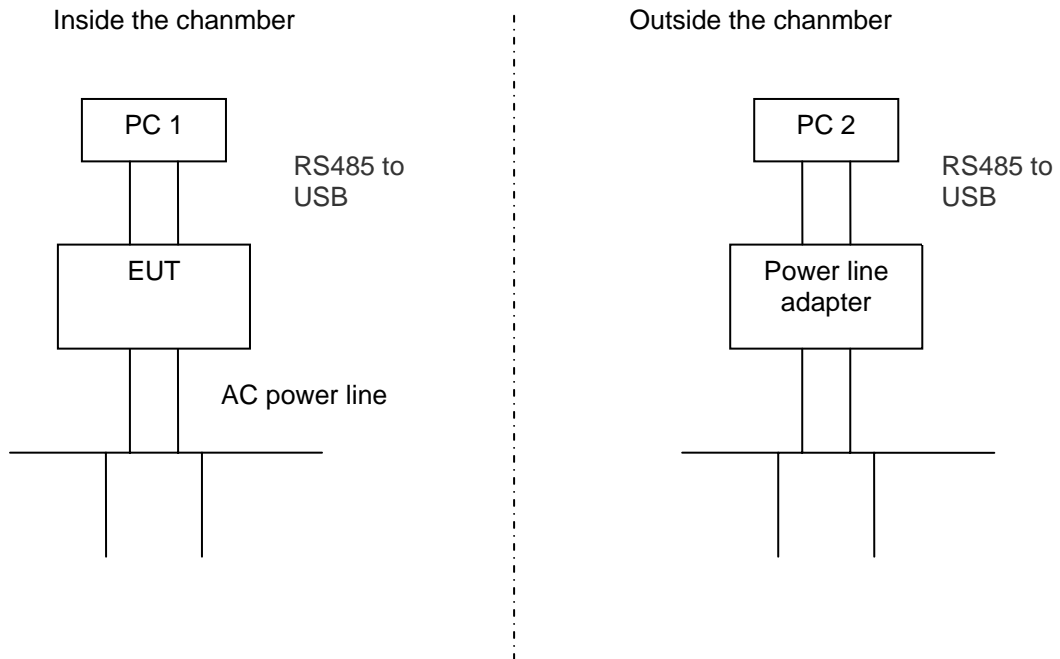 Inside the chanmber
Outside the chanmber
PC 1
PC 2
RS485 to
USB
RS485 to
USB
EUT
Power line
adapter
AC power line